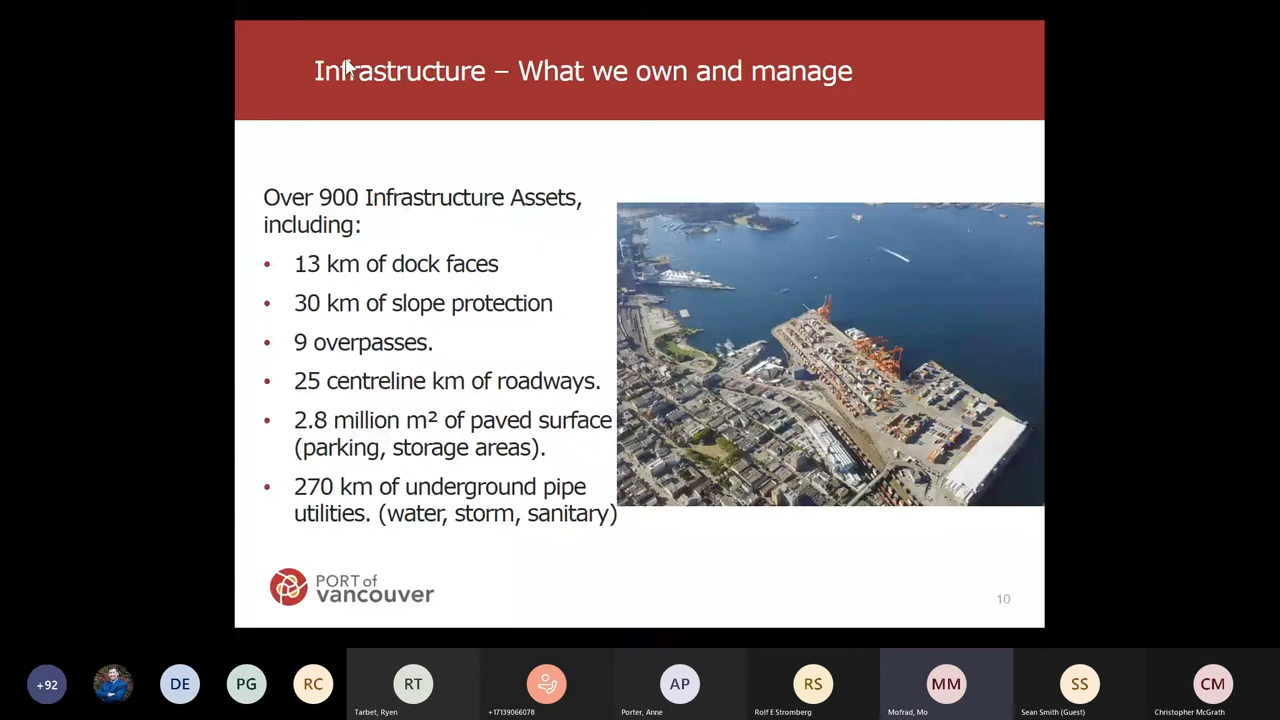 Infrastructure – What we own and manage
Over 900 Infrastructure Assets,
including:
• 13 km of dock faces
• 30 km of slope protection
• 9 overpasses.
• 25 centreline km of roadways.
• 2.8 million m² of paved surface
(parking, storage areas).
• 270 km of underground pipe
utilities. (water, storm, sanitary)
PORT of
vancouver
10
+92
DE
PG
RC
RT
AP
RS
MM
SS
CM
Tarbet, Ryen
+17139066078
Porter, Anne
Rolf E Stromberg
Mofrad, Mo
Sean Smith (Guest)
Christopher McGrath